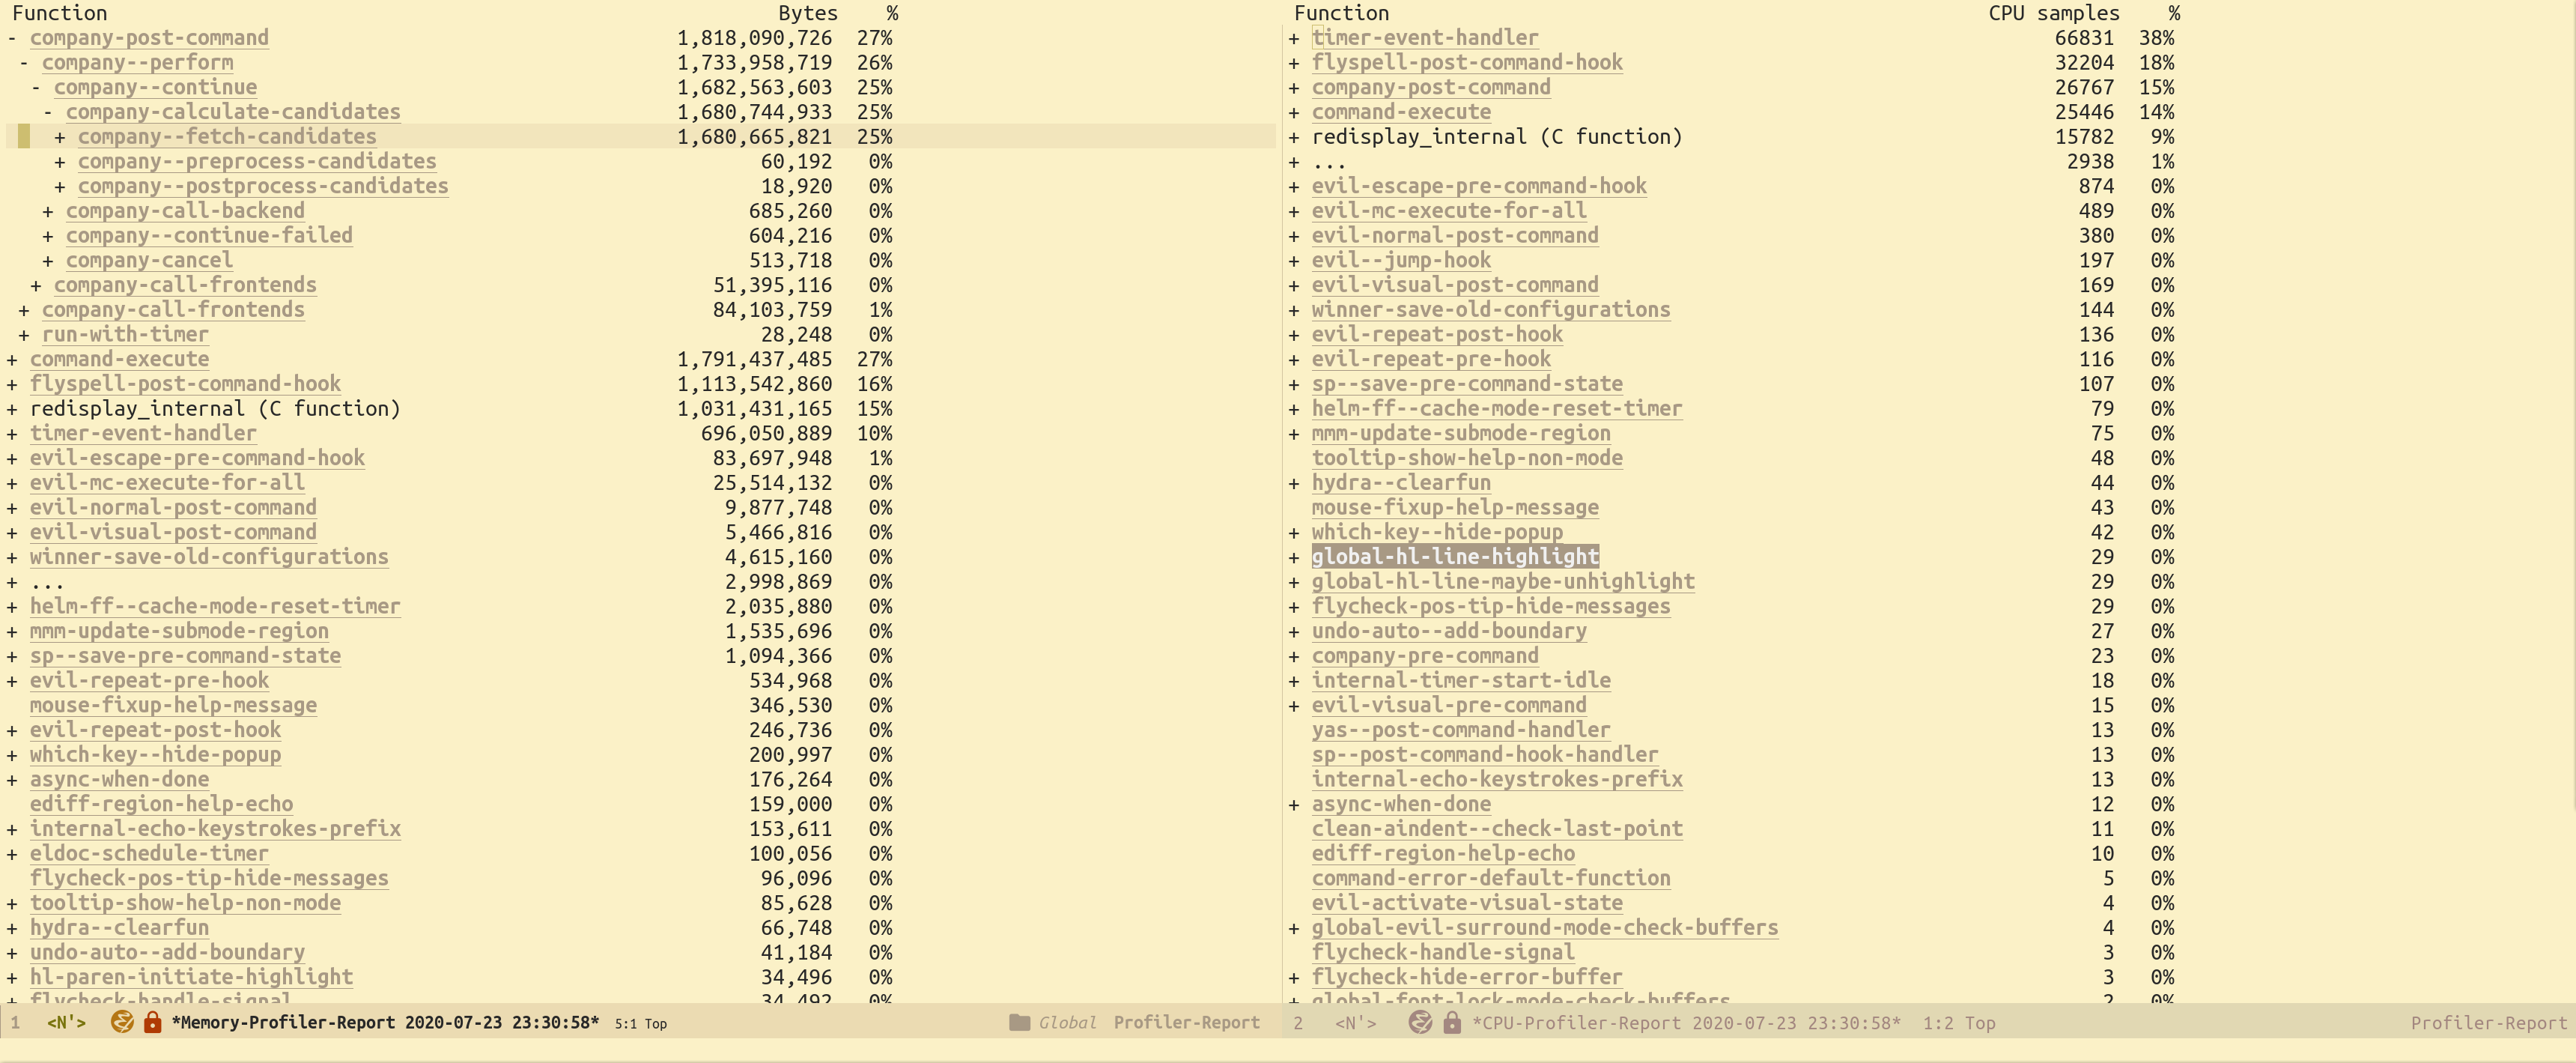 Function Bytes %
- company-post-command 1,818,090,726 27%
- company--perform 1,733,958,719 26%
- company--continue 1,682,563,603 25%
- company-calculate-candidates 1,680,744,933 25%
+ company--fetch-candidates 1,680,665,821 25%
+ company--preprocess-candidates 60,192 0%
+ company--postprocess-candidates 18,920 0%
+ company-call-backend 685,260 0%
+ company--continue-failed 604,216 0%
+ company-cancel 513,718 0%
+ company-call-frontends 51,395,116 0%
+ company-call-frontends 84,103,759 1%
+ run-with-timer 28,248 0%
+ command-execute 1,791,437,485 27%
+ flyspell-post-command-hook 1,113,542,860 16%
+ redisplay_internal (C function) 1,031,431,165 15%
+ timer-event-handler 696,050,889 10%
+ evil-escape-pre-command-hook 83,697,948 1%
+ evil-mc-execute-for-all 25,514,132 0%
+ evil-normal-post-command 9,877,748 0%
+ evil-visual-post-command 5,466,816 0%
+ winner-save-old-configurations 4,615,160 0%
+ ... 2,998,869 0%
+ helm-ff--cache-mode-reset-timer 2,035,880 0%
+ mmm-update-submode-region 1,535,696 0%
+ sp--save-pre-command-state 1,094,366 0%
+ evil-repeat-pre-hook 534,968 0%
mouse-fixup-help-message 346,530 0%
+ evil-repeat-post-hook 246,736 0%
+ which-key--hide-popup 200,997 0%
+ async-when-done 176,264 0%
ediff-region-help-echo 159,000 0%
+ internal-echo-keystrokes-prefix 153,611 0%
+ eldoc-schedule-timer 100,056 0%
flycheck-pos-tip-hide-messages 96,096 0%
+ tooltip-show-help-non-mode 85,628 0%
+ hydra--clearfun 66,748 0%
+ undo-auto--add-boundary 41,184 0%
+ hl-paren-initiate-highlight 34,496 0%
+ flycheck-handle-signal 34,492 0%
1 <N'> *Memory-Profiler-Report 2020-07-23 23:30:58* 5:1 Top Global Profiler-Report
Function CPU samples %
+ timer-event-handler 66831 38%
+ flyspell-post-command-hook 32204 18%
+ company-post-command 26767 15%
+ command-execute 25446 14%
+ redisplay_internal (C function) 15782 9%
+ ... 2938 1%
+ evil-escape-pre-command-hook 874 0%
+ evil-mc-execute-for-all 489 0%
+ evil-normal-post-command 380 0%
+ evil--jump-hook 197 0%
+ evil-visual-post-command 169 0%
+ winner-save-old-configurations 144 0%
+ evil-repeat-post-hook 136 0%
+ evil-repeat-pre-hook 116 0%
+ sp--save-pre-command-state 107 0%
+ helm-ff--cache-mode-reset-timer 79 0%
+ mmm-update-submode-region 75 0%
tooltip-show-help-non-mode 48 0%
+ hydra--clearfun 44 0%
mouse-fixup-help-message 43 0%
+ which-key--hide-popup 42 0%
+ global-hl-line-highlight 29 0%
+ global-hl-line-maybe-unhighlight 29 0%
+ flycheck-pos-tip-hide-messages 29 0%
+ undo-auto--add-boundary 27 0%
+ company-pre-command 23 0%
+ internal-timer-start-idle 18 0%
+ evil-visual-pre-command 15 0%
yas--post-command-handler 13 0%
sp--post-command-hook-handler 13 0%
internal-echo-keystrokes-prefix 13 0%
+ async-when-done 12 0%
clean-aindent--check-last-point 11 0%
ediff-region-help-echo 10 0%
command-error-default-function 5 0%
evil-activate-visual-state 4 0%
+ global-evil-surround-mode-check-buffers 4 0%
flycheck-handle-signal 3 0%
+ flycheck-hide-error-buffer 3 0%
+ global-font-lock-mode-check-buffers 2 0%
2 <N'> *CPU-Profiler-Report 2020-07-23 23:30:58* 1:2 Top Profiler-Report